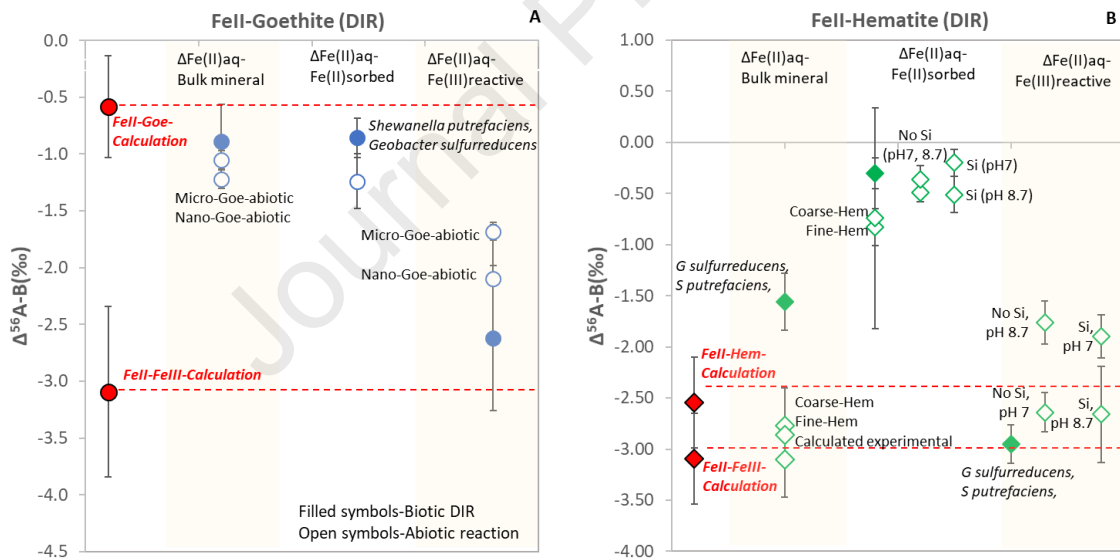 FeII-Goethite (DIR)
A
0.0
-0.5
-1.0
-1.5
-2.0
-2.5
-3.0
-3.5
-4.0
-4.5
Δ⁵⁶A-B(‰)
ΔFe(II)aq-
Bulk mineral
ΔFe(II)aq-
Fe(II)sorbed
ΔFe(II)aq-
Fe(III)reactive
FeII-Goe-
Calculation
Shewanella putrefaciens,
Geobacter sulfurreducens
Micro-Goe-abiotic
Nano-Goe-abiotic
Micro-Goe-abiotic
Nano-Goe-abiotic
FeII-FeIII-Calculation
Filled symbols-Biotic DIR
Open symbols-Abiotic reaction
Journal P
FeII-Hematite (DIR)
B
1.00
0.50
0.00
-0.50
-1.00
-1.50
-2.00
-2.50
-3.00
-3.50
-4.00
Δ⁵⁶A-B(‰)
ΔFe(II)aq-
Bulk mineral
ΔFe(II)aq-
Fe(II)sorbed
ΔFe(II)aq-
Fe(III)reactive
No Si
(pH7, 8.7)
Si (pH7)
Si (pH 8.7)
Coarse-Hem
Fine-Hem
G sulfurreducens,
S putrefaciens,
No Si,
pH 8.7
Si,
pH 7
FeII-Hem-
Calculation
Coarse-Hem
Fine-Hem
Calculated experimental
No Si,
pH 7
Si,
pH 8.7
FeII-FeIII-
Calculation
G sulfurreducens,
S putrefaciens,